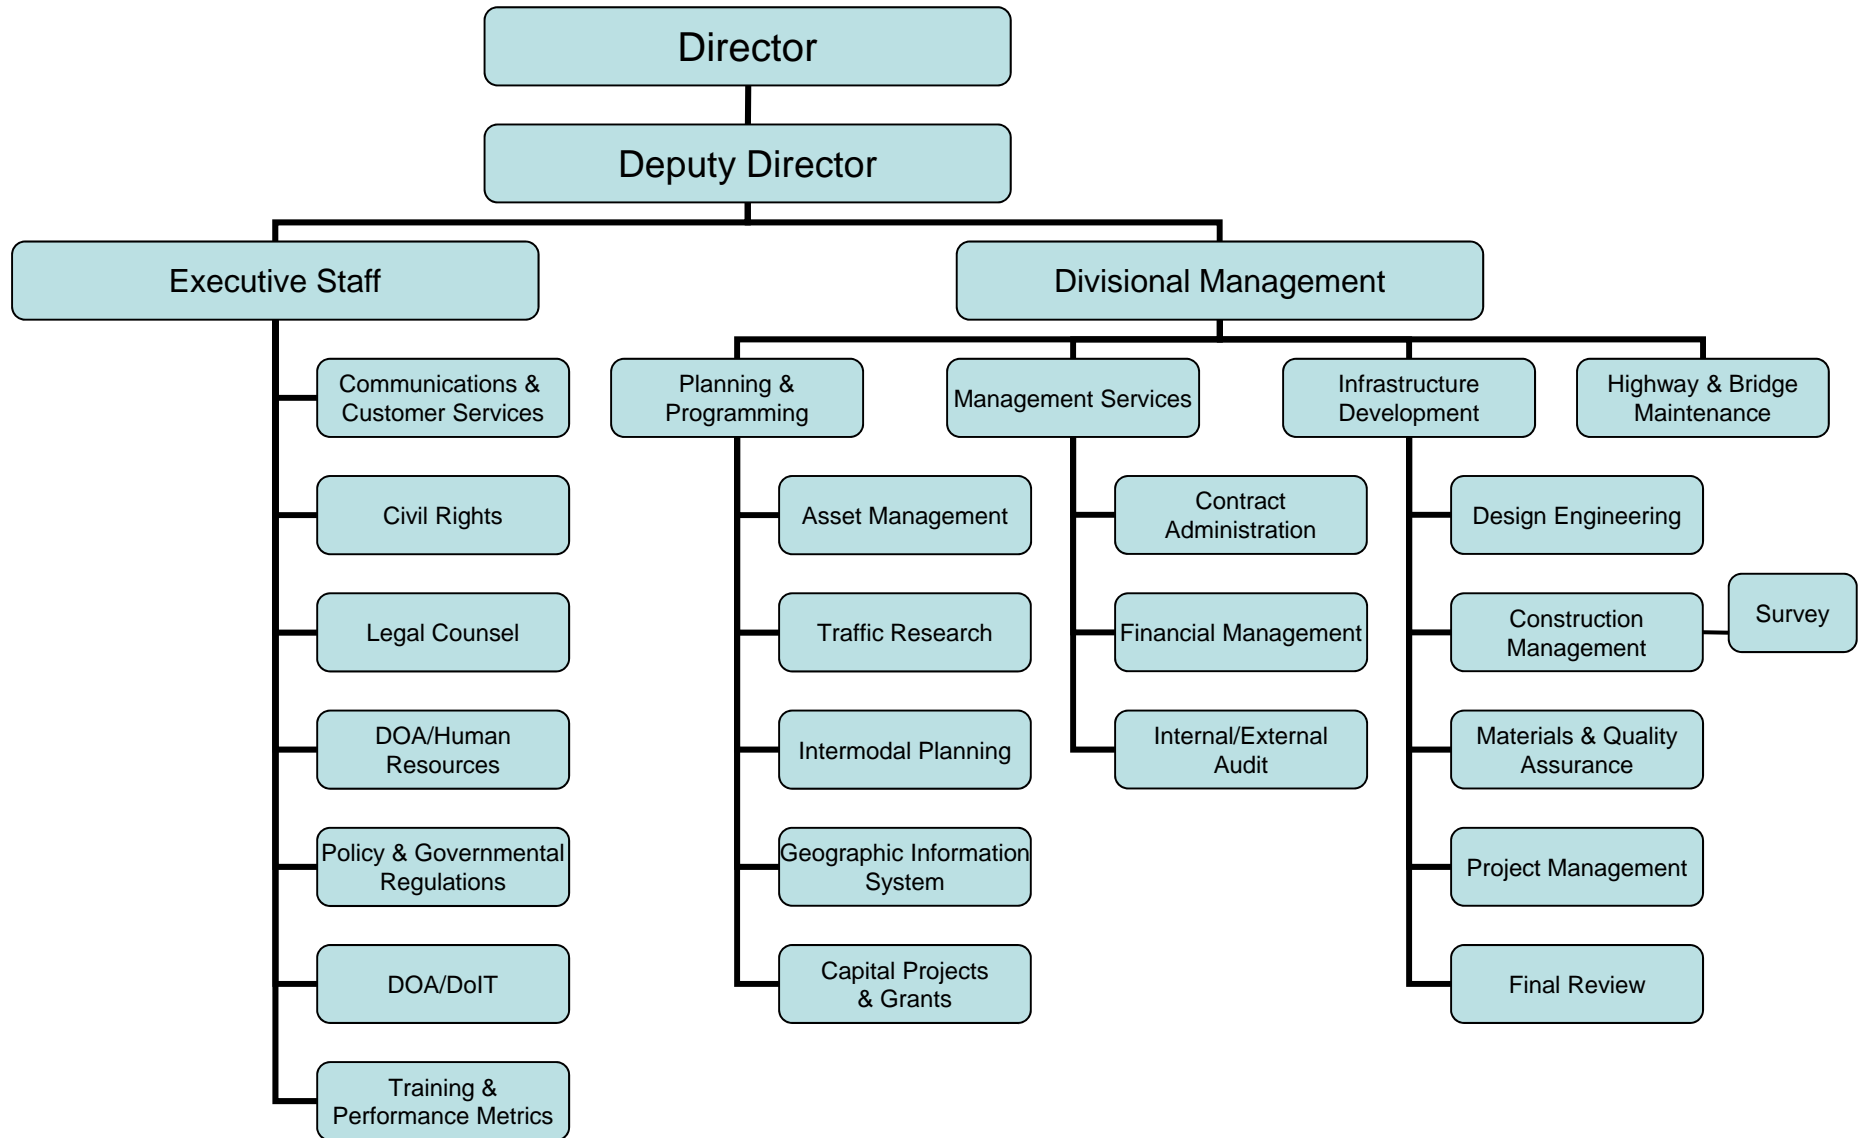 Director
Deputy Director
Executive Staff
Divisional Management
Communications &
Customer Services
Civil Rights
Legal Counsel
DOA/Human
Resources
Policy & Governmental
Regulations
DOA/DoIT
Training &
Performance Metrics
Planning &
Programming
Asset Management
Traffic Research
Intermodal Planning
Geographic Information
System
Capital Projects
& Grants
Management Services
Contract
Administration
Financial Management
Internal/External
Audit
Infrastructure
Development
Design Engineering
Construction
Management
Survey
Materials & Quality
Assurance
Project Management
Final Review
Highway & Bridge
Maintenance